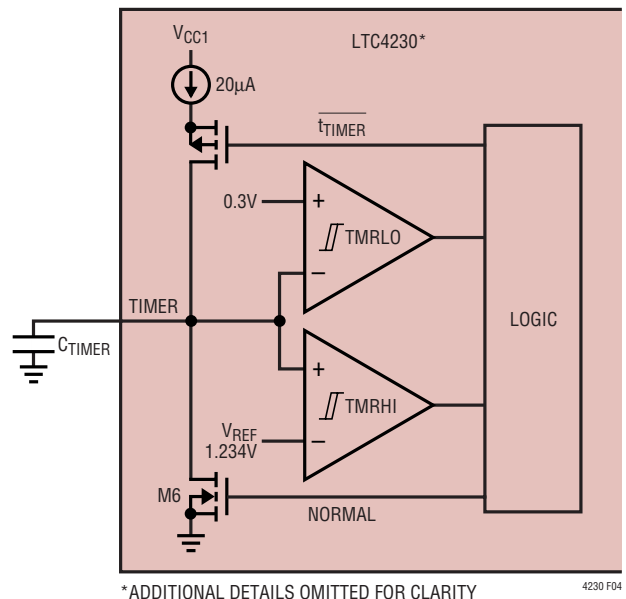 VCC1
LTC4230*
20µA
tTIMER
0.3V
+
TMRLO
−
TIMER
CTIMER
LOGIC
+
TMRHI
VREF
1.234V
−
M6
NORMAL
*ADDITIONAL DETAILS OMITTED FOR CLARITY
4230 F04